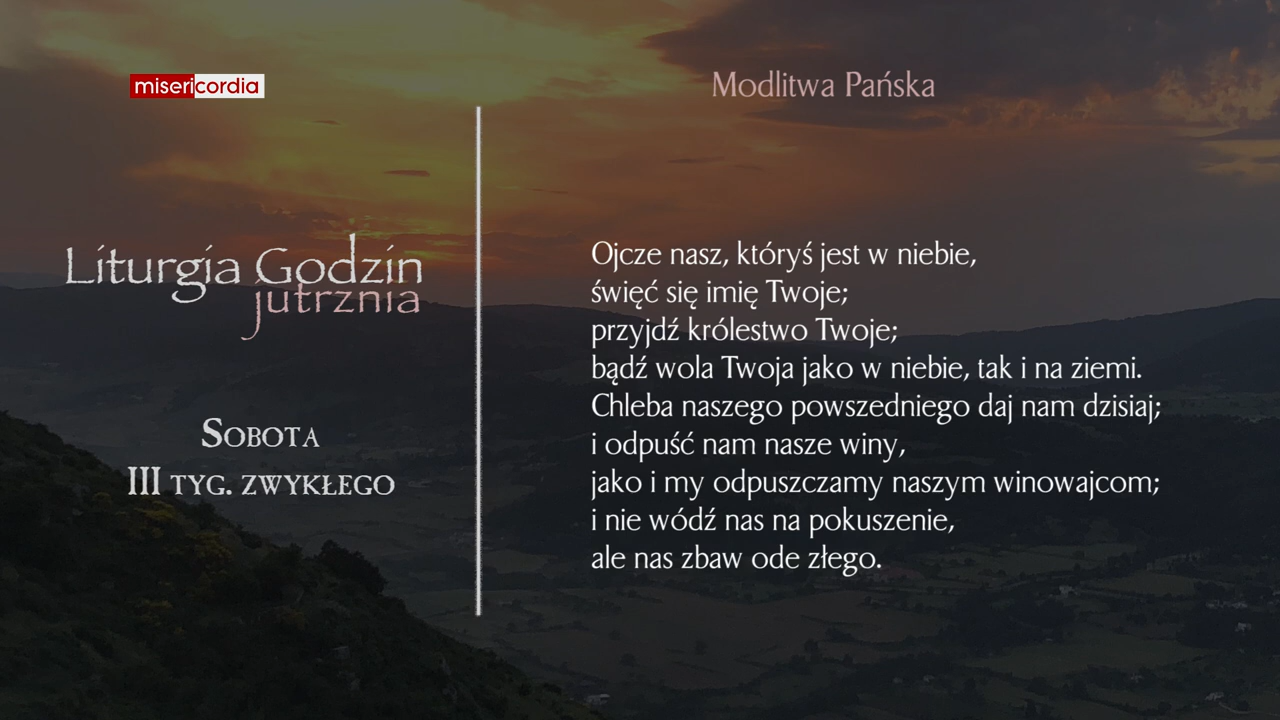 misericordia
Liturgia Godzin
jutrznia
Sobota
III tyg. zwykłego
Modlitwa Pańska
Ojcze nasz, któryś jest w niebie,
święć się imię Twoje;
przyjdź królestwo Twoje;
bądź wola Twoja jako w niebie, tak i na ziemi.
Chleba naszego powszedniego daj nam dzisiaj;
i odpuść nam nasze winy,
jako i my odpuszczamy naszym winowajcom;
i nie wódź nas na pokuszenie,
ale nas zbaw ode złego.